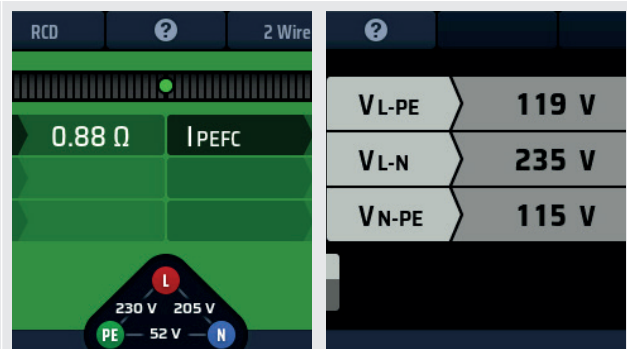 RCD ? 2 Wire
0.88 Ω IPEFC
L
230 V 205 V
PE 52 V N
?
VL-PE 119 V
VL-N 235 V
VN-PE 115 V